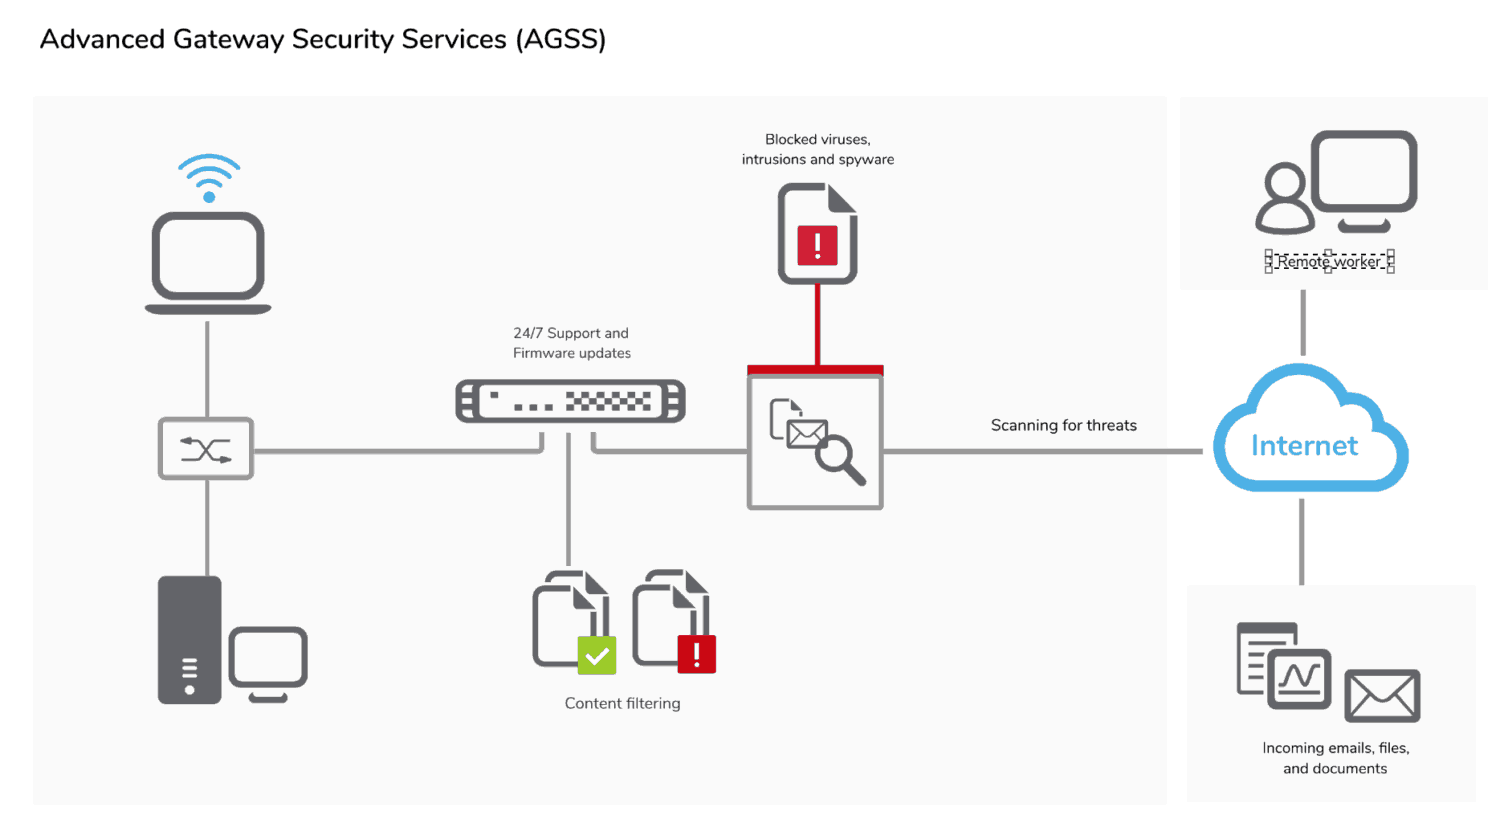 Advanced Gateway Security Services (AGSS)
Blocked viruses,
intrusions and spyware
Remote worker
24/7 Support and
Firmware updates
Scanning for threats
Internet
Content filtering
Incoming emails, files,
and documents